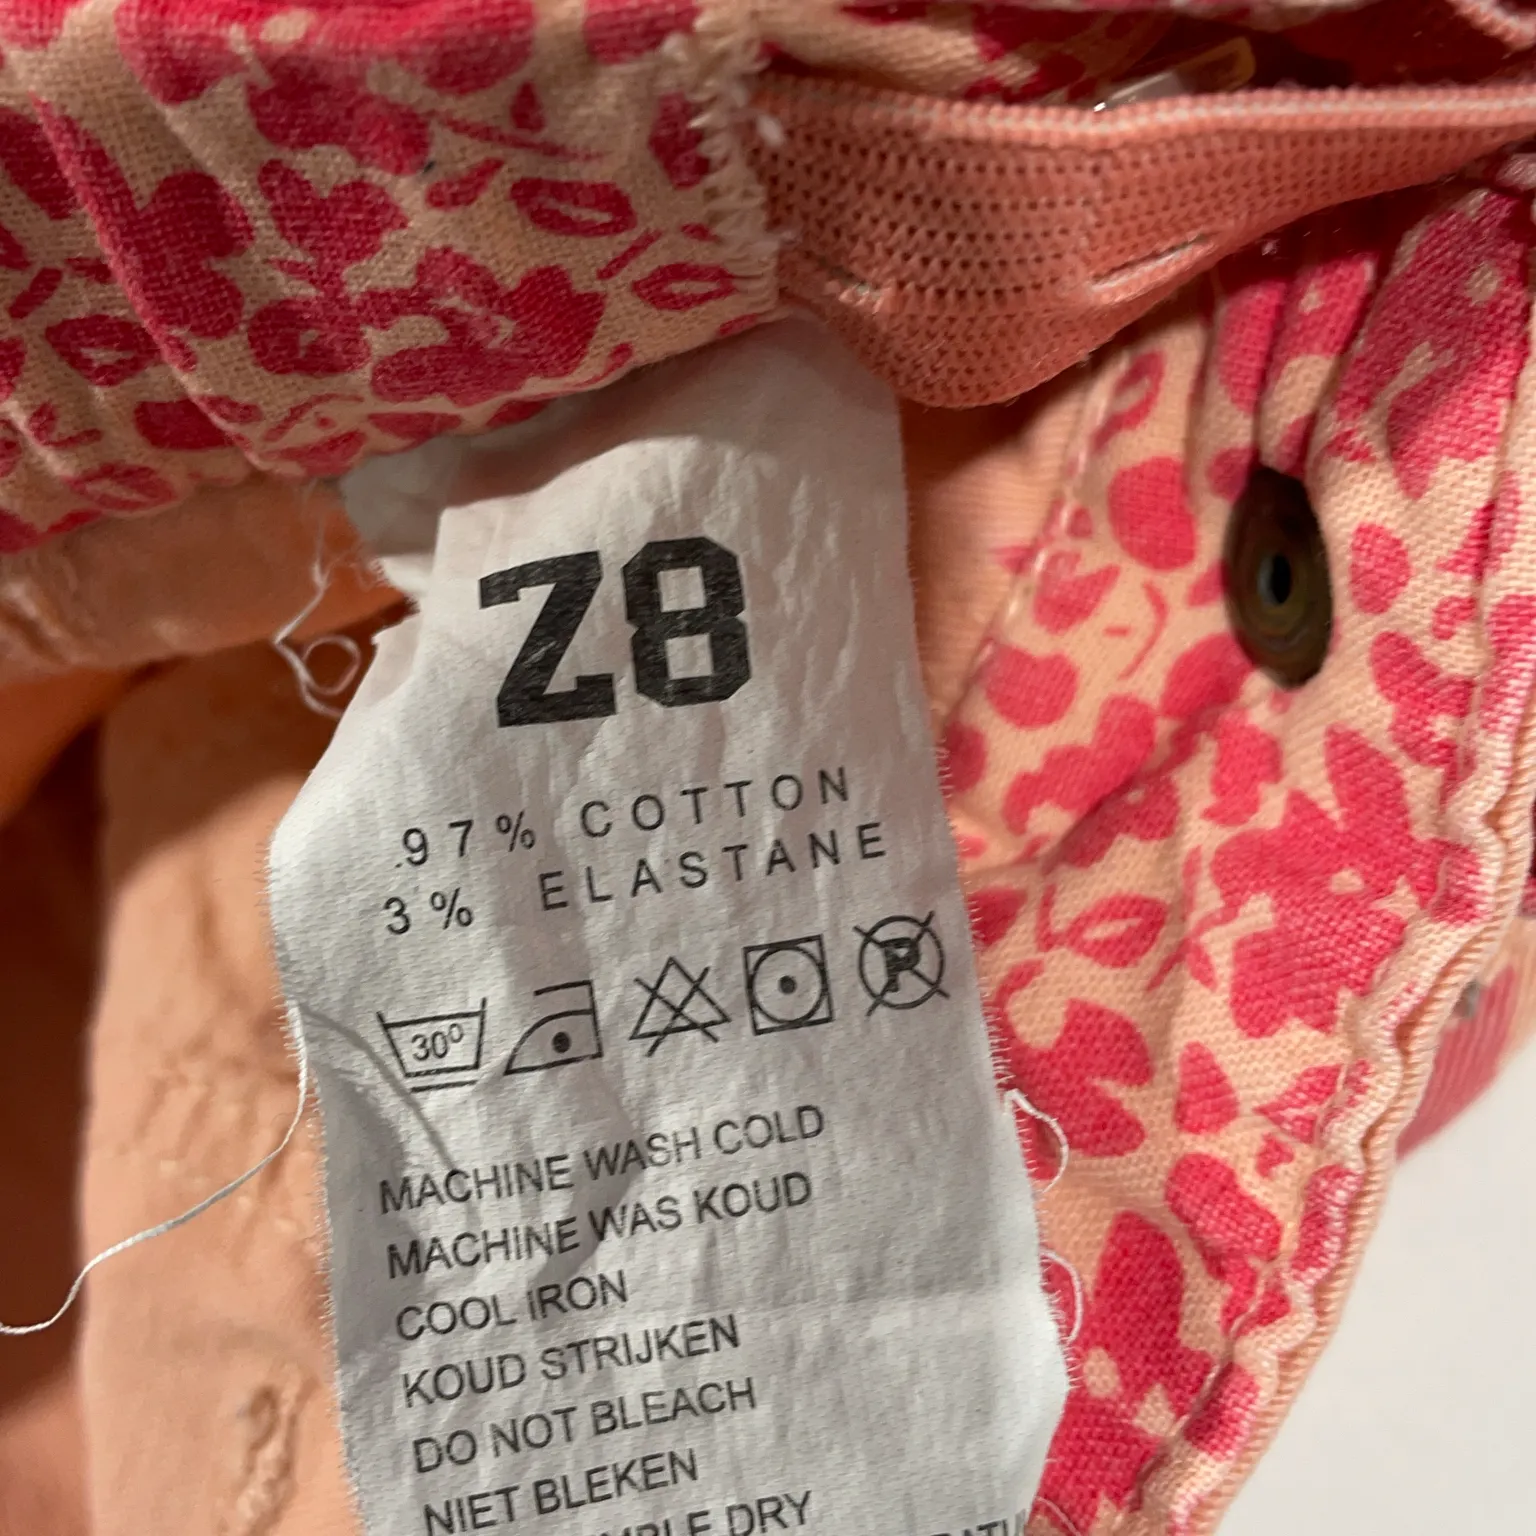 Z8
97% COTTON
3% ELASTANE
30° P
MACHINE WASH COLD
MACHINE WAS KOUD
COOL IRON
KOUD STRIJKEN
DO NOT BLEACH
NIET BLEKEN
DRY